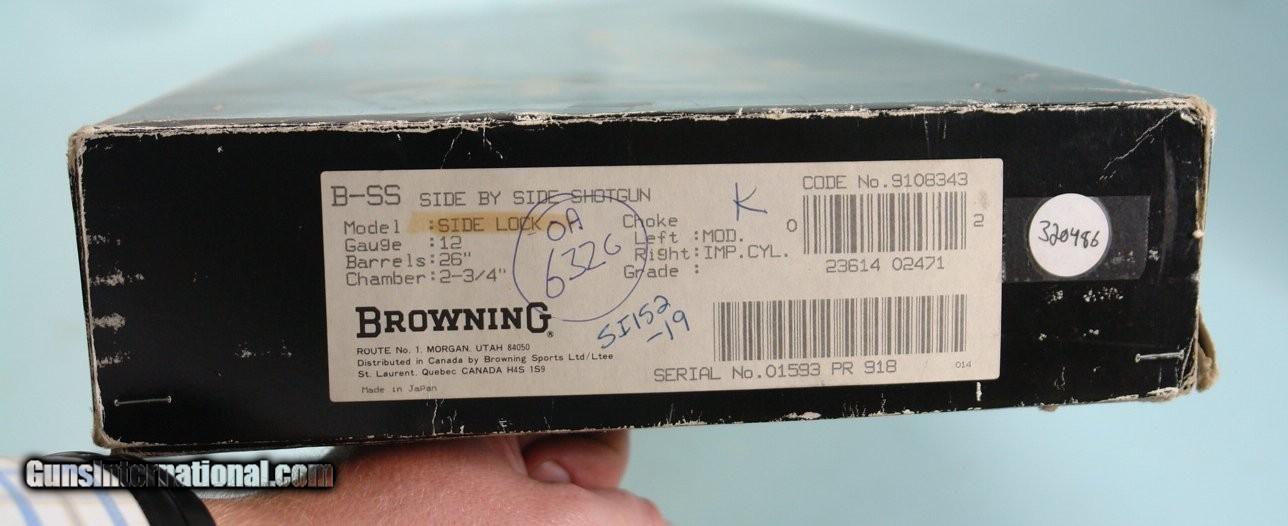 B-SS SIDE BY SIDE SHOTGUN
Model :SIDE LOCK
Gauge :12
Barrels:26"
Chamber:2-3/4"
OA
6326
Choke
Left :MOD.
Right:IMP.CYL.
Grade :
K
CODE No.9108343
0 2
23614 02471
320486
BROWNING®
ROUTE No. 1, MORGAN, UTAH 84050
Distributed in Canada by Browning Sports Ltd/Ltee
St. Laurent, Quebec CANADA H4S 1S9
Made in Japan
SI152
-19
SERIAL No.01593 PR 918
014
GunsInternational.com